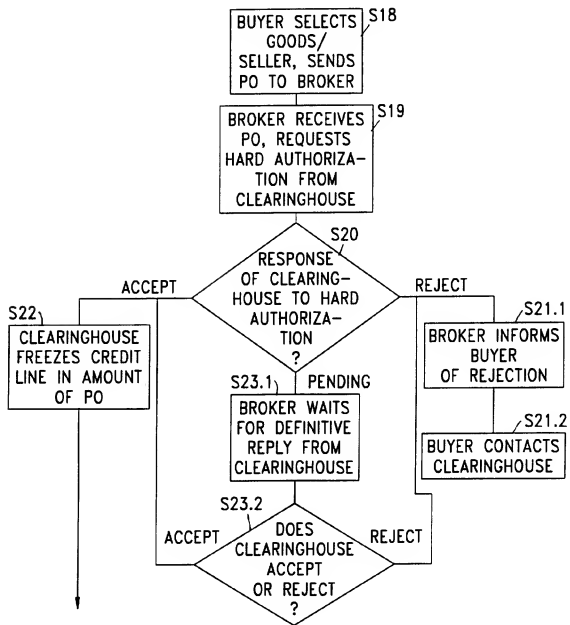 S18
BUYER SELECTS
GOODS/
SELLER, SENDS
PO TO BROKER
S19
BROKER RECEIVES
PO, REQUESTS
HARD AUTHORIZA-
TION FROM
CLEARINGHOUSE
S20
RESPONSE
OF CLEARING-
HOUSE TO HARD
AUTHORIZA-
TION
?
ACCEPT
REJECT
S22
CLEARINGHOUSE
FREEZES CREDIT
LINE IN AMOUNT
OF PO
S21.1
BROKER INFORMS
BUYER
OF REJECTION
S21.2
BUYER CONTACTS
CLEARINGHOUSE
PENDING
S23.1
BROKER WAITS
FOR DEFINITIVE
REPLY FROM
CLEARINGHOUSE
S23.2
DOES
CLEARINGHOUSE
ACCEPT
OR REJECT
?
ACCEPT
REJECT